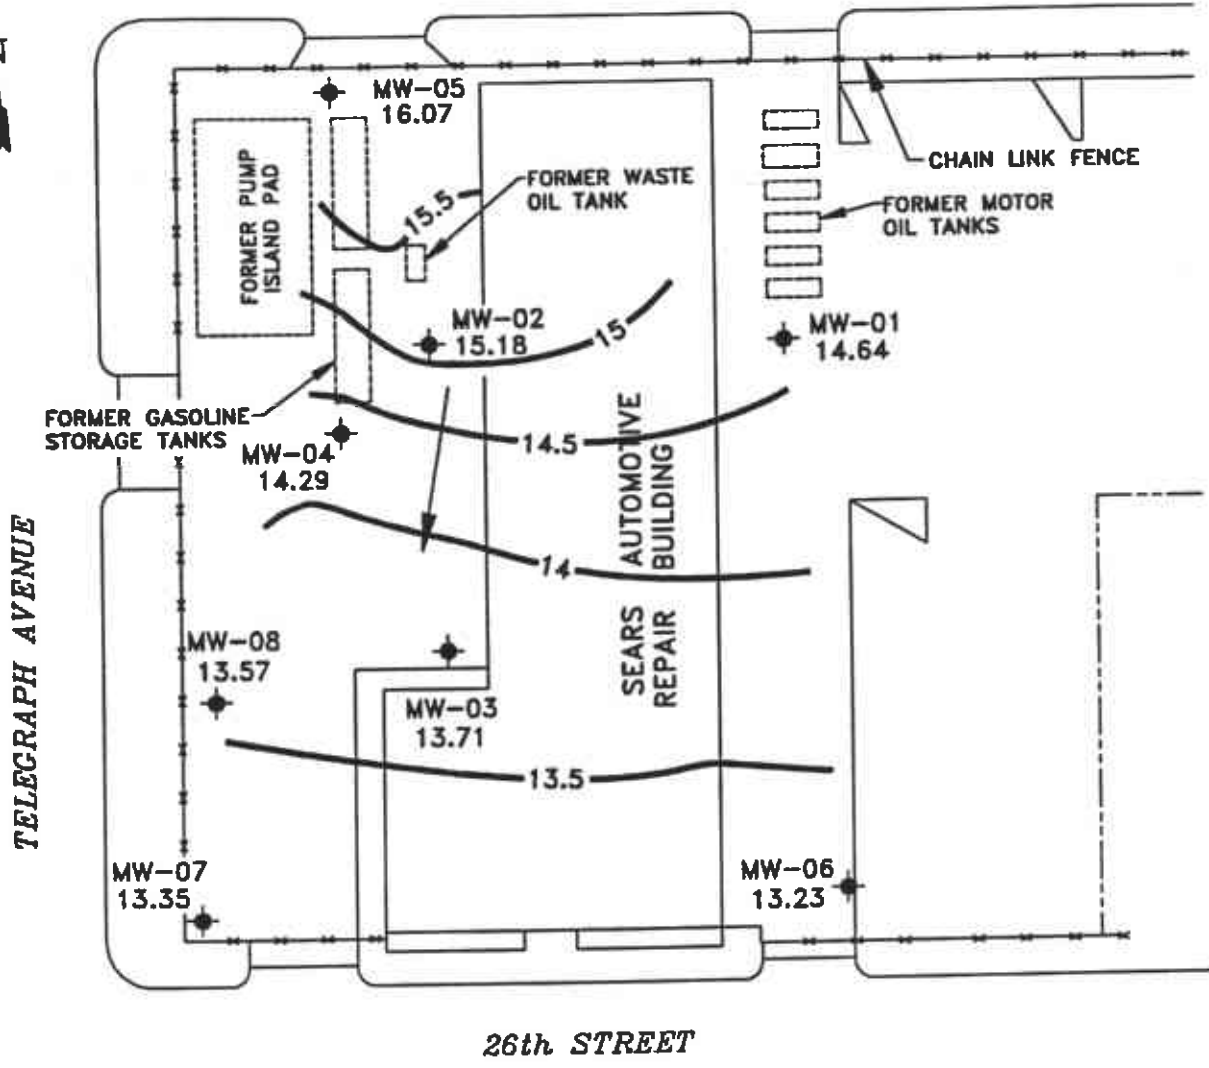 N
MW-05
16.07
CHAIN LINK FENCE
FORMER PUMP
ISLAND PAD
15.5
FORMER WASTE
OIL TANK
FORMER MOTOR
OIL TANKS
MW-02
15.18
15
MW-01
14.64
FORMER GASOLINE
STORAGE TANKS
MW-04
14.29
14.5
SEARS AUTOMOTIVE
REPAIR BUILDING
14
TELEGRAPH AVENUE
MW-08
13.57
MW-03
13.71
13.5
MW-07
13.35
MW-06
13.23
26th STREET